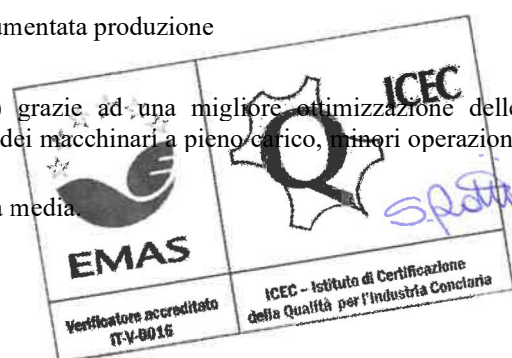 umentata produzione
) grazie ad una migliore ottimizzazione delle
dei macchinari a pieno carico, minori operazion
a media.
EMAS
Verificatore accreditato
IT-V-0016
ICEC
Q
ICEC – Istituto di Certificazione
della Qualità per l'Industria Conciaria